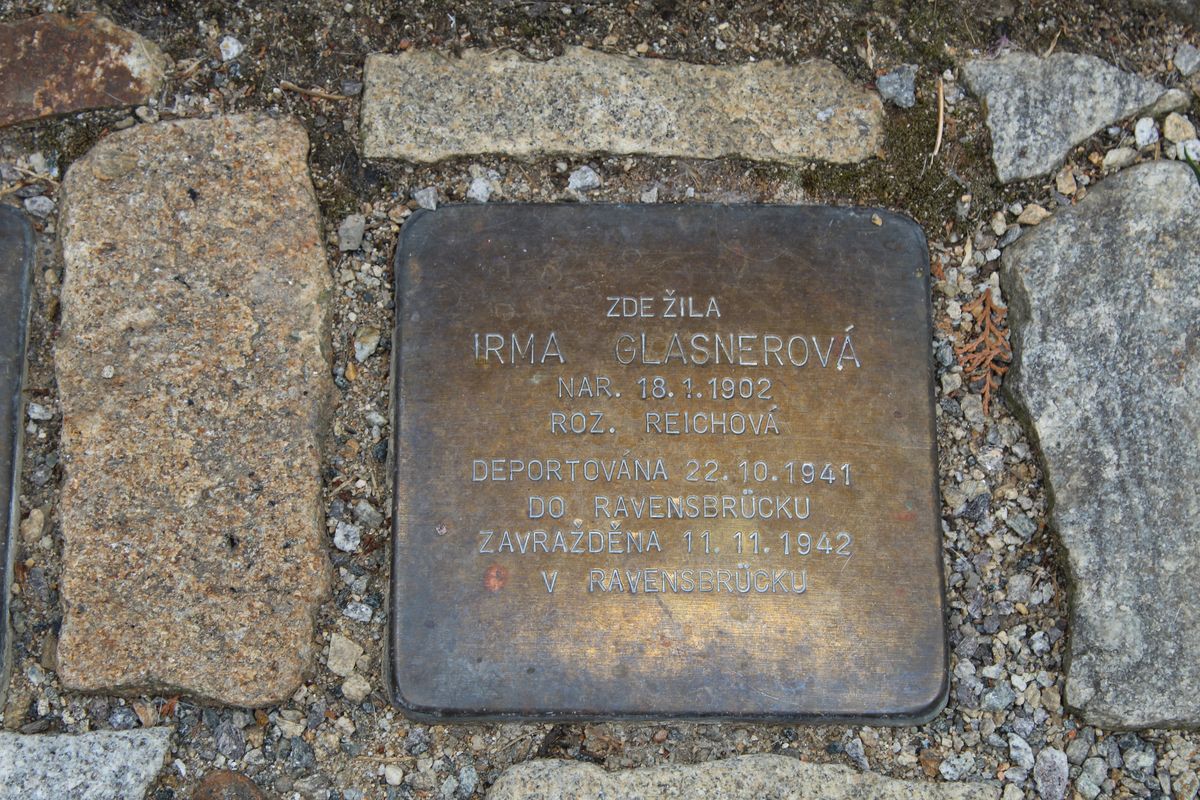 ZDE ŽILA
IRMA GLASNEROVÁ
NAR. 18.1.1902
ROZ. REICHOVÁ
DEPORTOVÁNA 22.10.1941
DO RAVENSBRÜCKU
ZAVRAŽDĚNA 11.11.1942
V RAVENSBRÜCKU